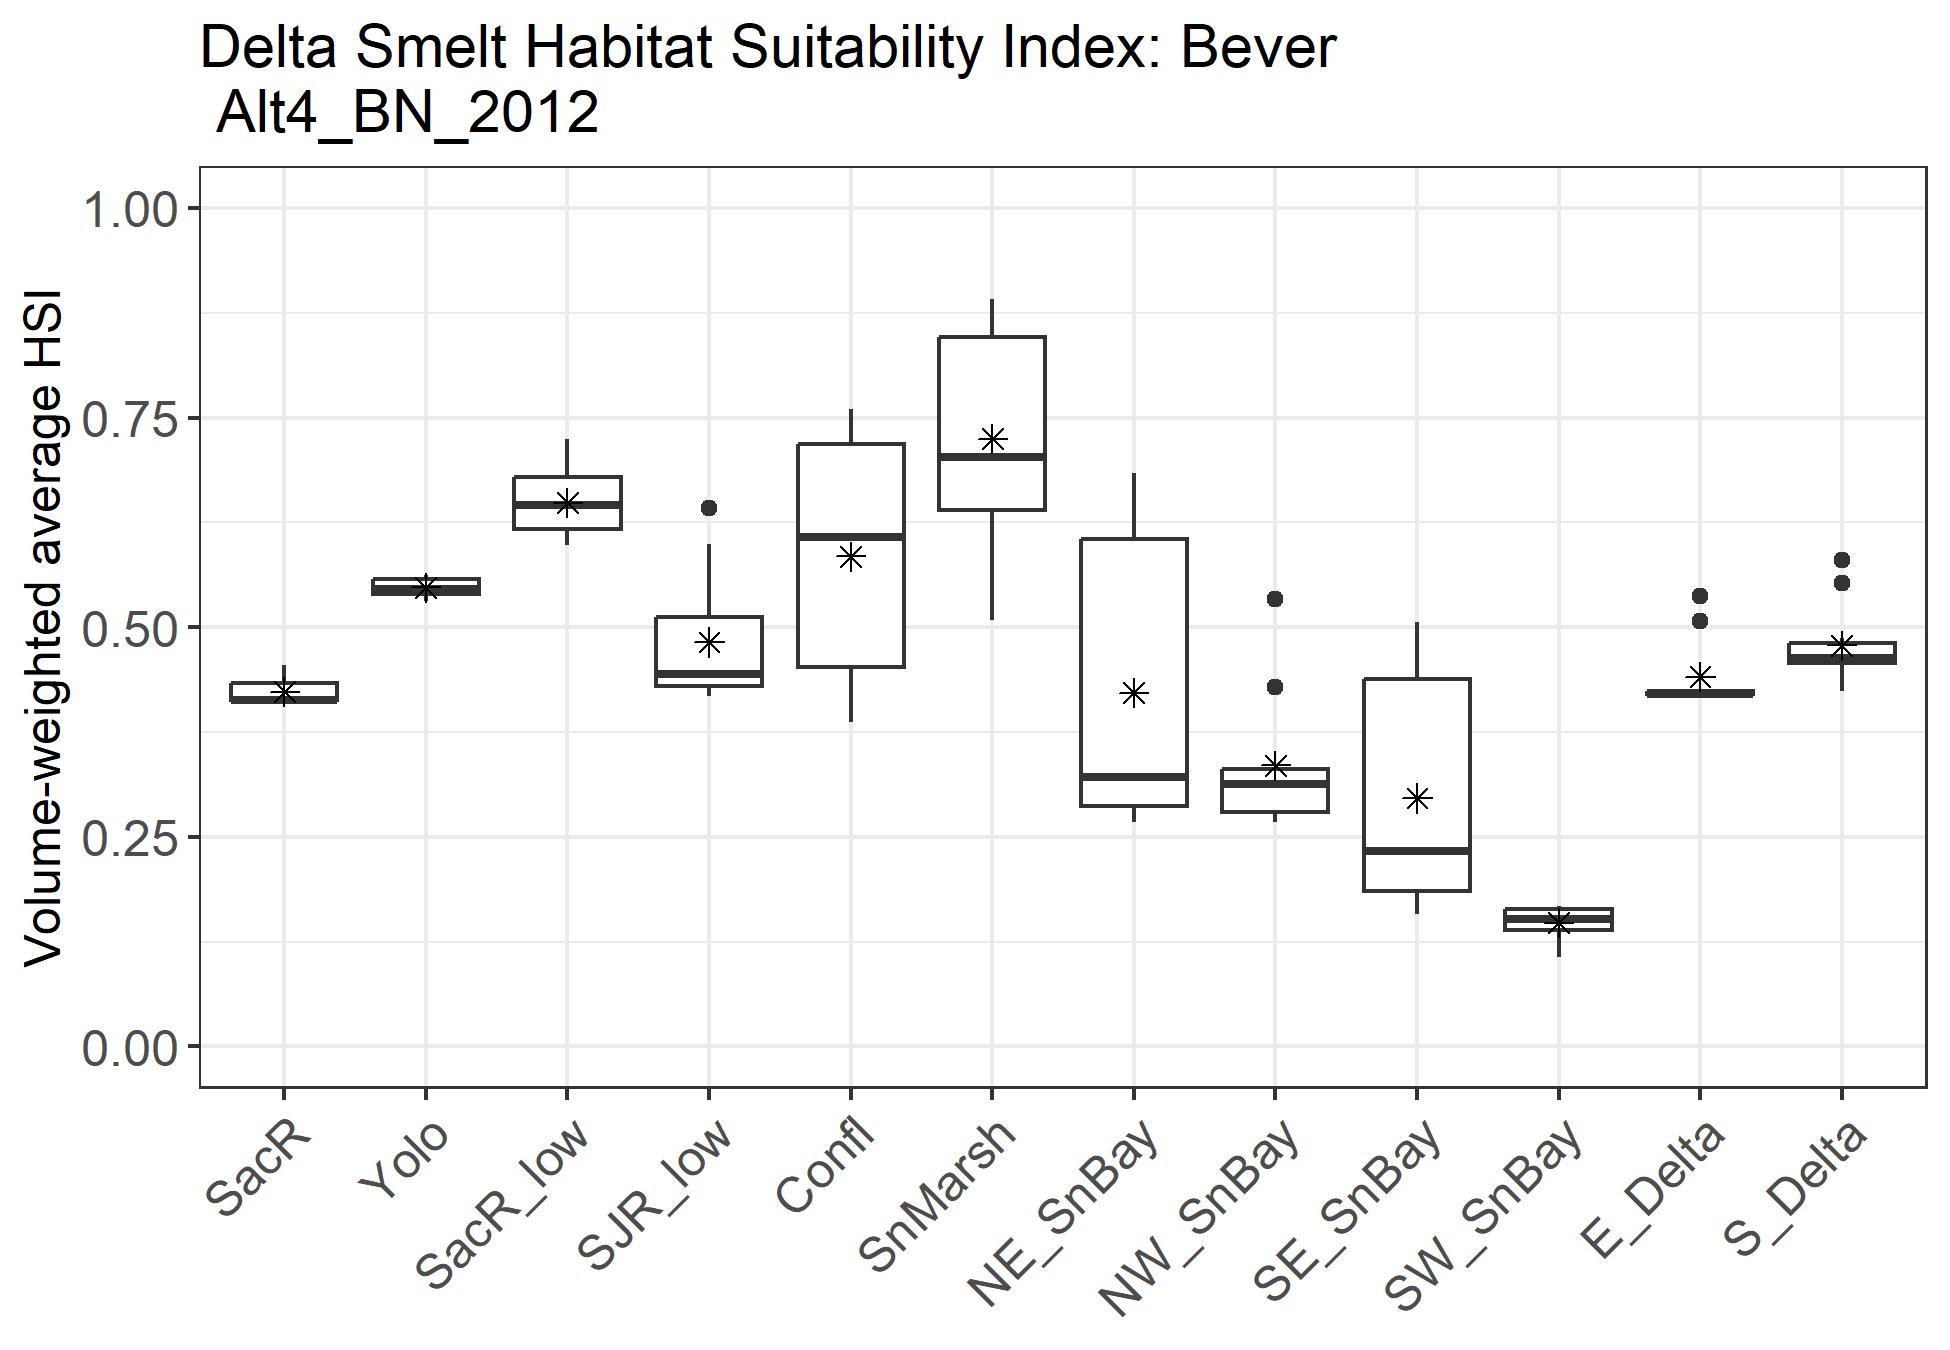 Delta Smelt Habitat Suitability Index: Bever
Alt4_BN_2012
Volume-weighted average HSI
1.00
0.75
0.50
0.25
0.00
SacR
Yolo
SacR_low
SJR_low
Confl
SnMarsh
NE_SnBay
NW_SnBay
SE_SnBay
SW_SnBay
E_Delta
S_Delta